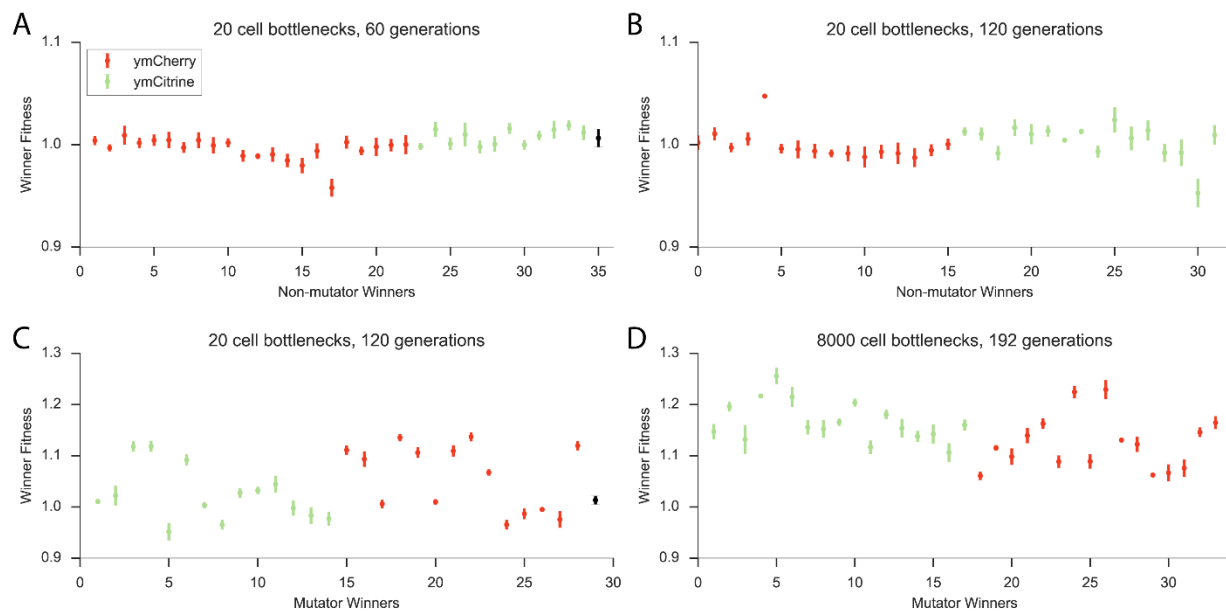 A
20 cell bottlenecks, 60 generations
1.1
1.0
0.9
Winner Fitness
ymCherry
ymCitrine
0 5 10 15 20 25 30 35
Non-mutator Winners
B
20 cell bottlenecks, 120 generations
1.1
1.0
0.9
Winner Fitness
0 5 10 15 20 25 30
Non-mutator Winners
C
20 cell bottlenecks, 120 generations
1.3
1.2
1.1
1.0
0.9
Winner Fitness
0 5 10 15 20 25 30
Mutator Winners
D
8000 cell bottlenecks, 192 generations
1.3
1.2
1.1
1.0
0.9
Winner Fitness
0 5 10 15 20 25 30
Mutator Winners